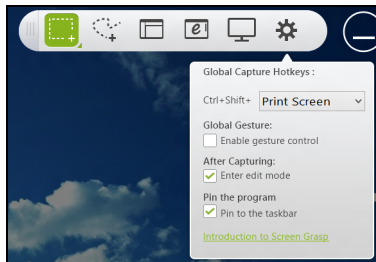 e
Global Capture Hotkeys :
Ctrl+Shift+ Print Screen
Global Gesture:
Enable gesture control
After Capturing:
Enter edit mode
Pin the program
Pin to the taskbar
Introduction to Screen Grasp